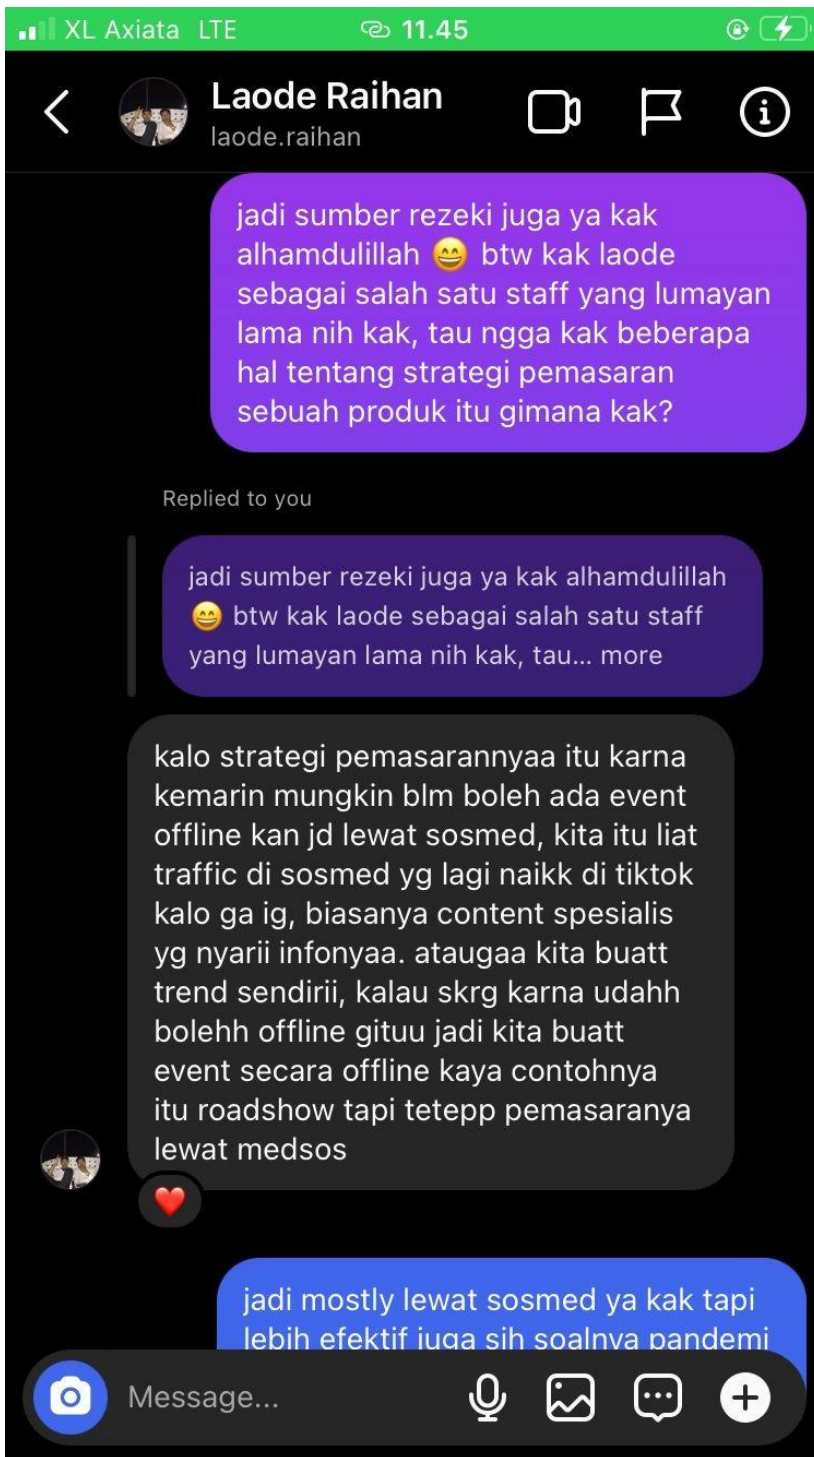 XL Axiata LTE 11.45
Laode Raihan
laode.raihan
jadi sumber rezeki juga ya kak
alhamdulillah 😄 btw kak laode
sebagai salah satu staff yang lumayan
lama nih kak, tau ngga kak beberapa
hal tentang strategi pemasaran
sebuah produk itu gimana kak?
Replied to you
jadi sumber rezeki juga ya kak alhamdulillah
😄 btw kak laode sebagai salah satu staff
yang lumayan lama nih kak, tau... more
kalo strategi pemasarannyaa itu karna
kemarin mungkin blm boleh ada event
offline kan jd lewat sosmed, kita itu liat
traffic di sosmed yg lagi naikk di tiktok
kalo ga ig, biasanya content spesialis
yg nyarii infonyaa. ataugaa kita buatt
trend sendirii, kalau skrg karna udahh
bolehh offline gituu jadi kita buatt
event secara offline kaya contohnya
itu roadshow tapi tetepp pemasaranya
lewat medsos
❤️
jadi mostly lewat sosmed ya kak tapi
lebih efektif juga sih soalnya pandemi
Message...